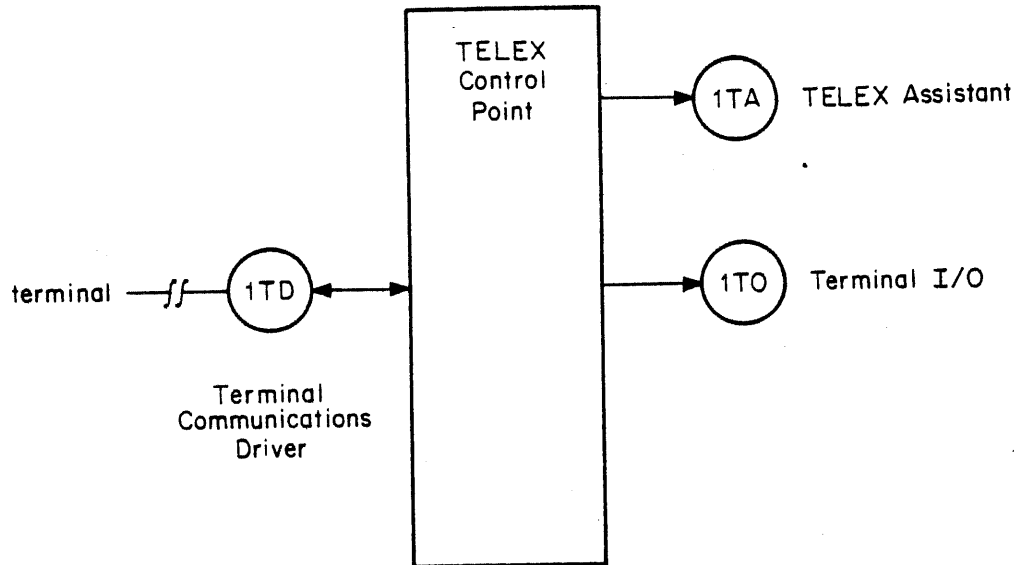 TELEX
Control
Point
1TA
TELEX Assistant
terminal
1TD
1TO
Terminal I/O
Terminal
Communications
Driver